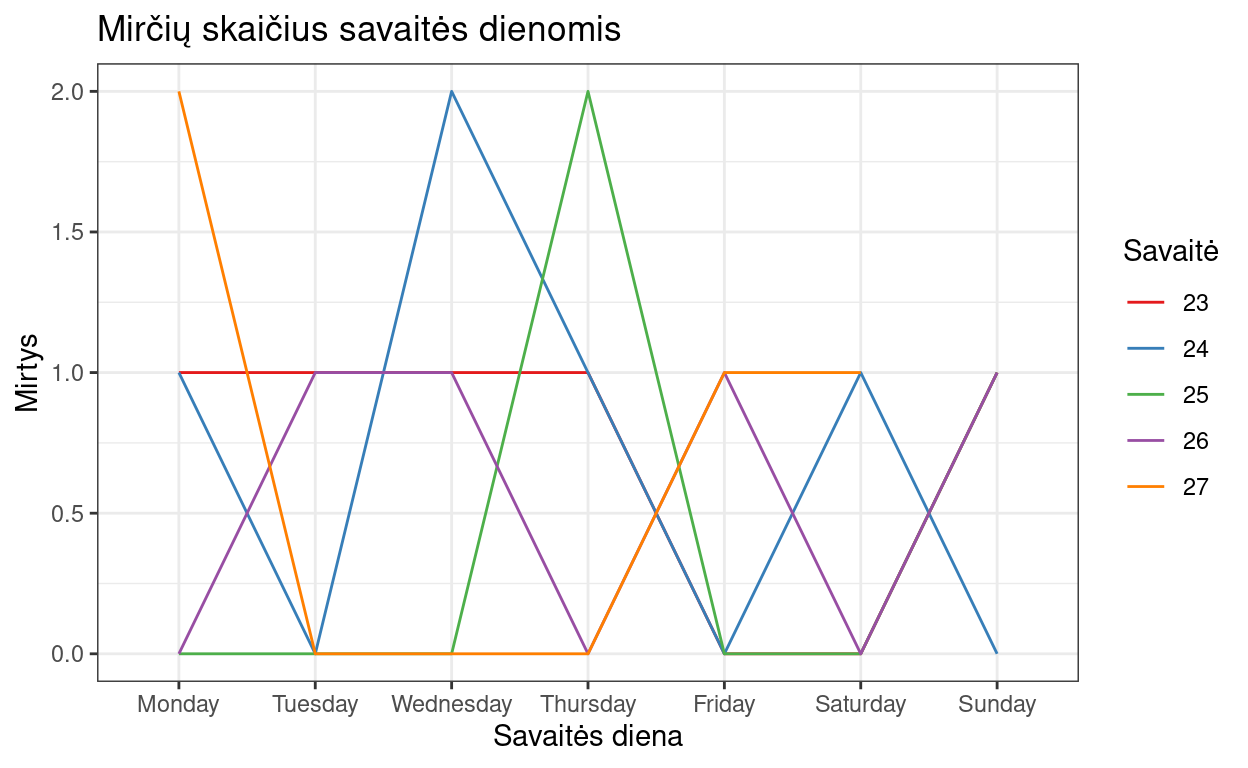 Mirčių skaičius savaitės dienomis
2.0
1.5
1.0
0.5
0.0
Mirtys
Monday Tuesday Wednesday Thursday Friday Saturday Sunday
Savaitės diena
Savaitė
23
24
25
26
27